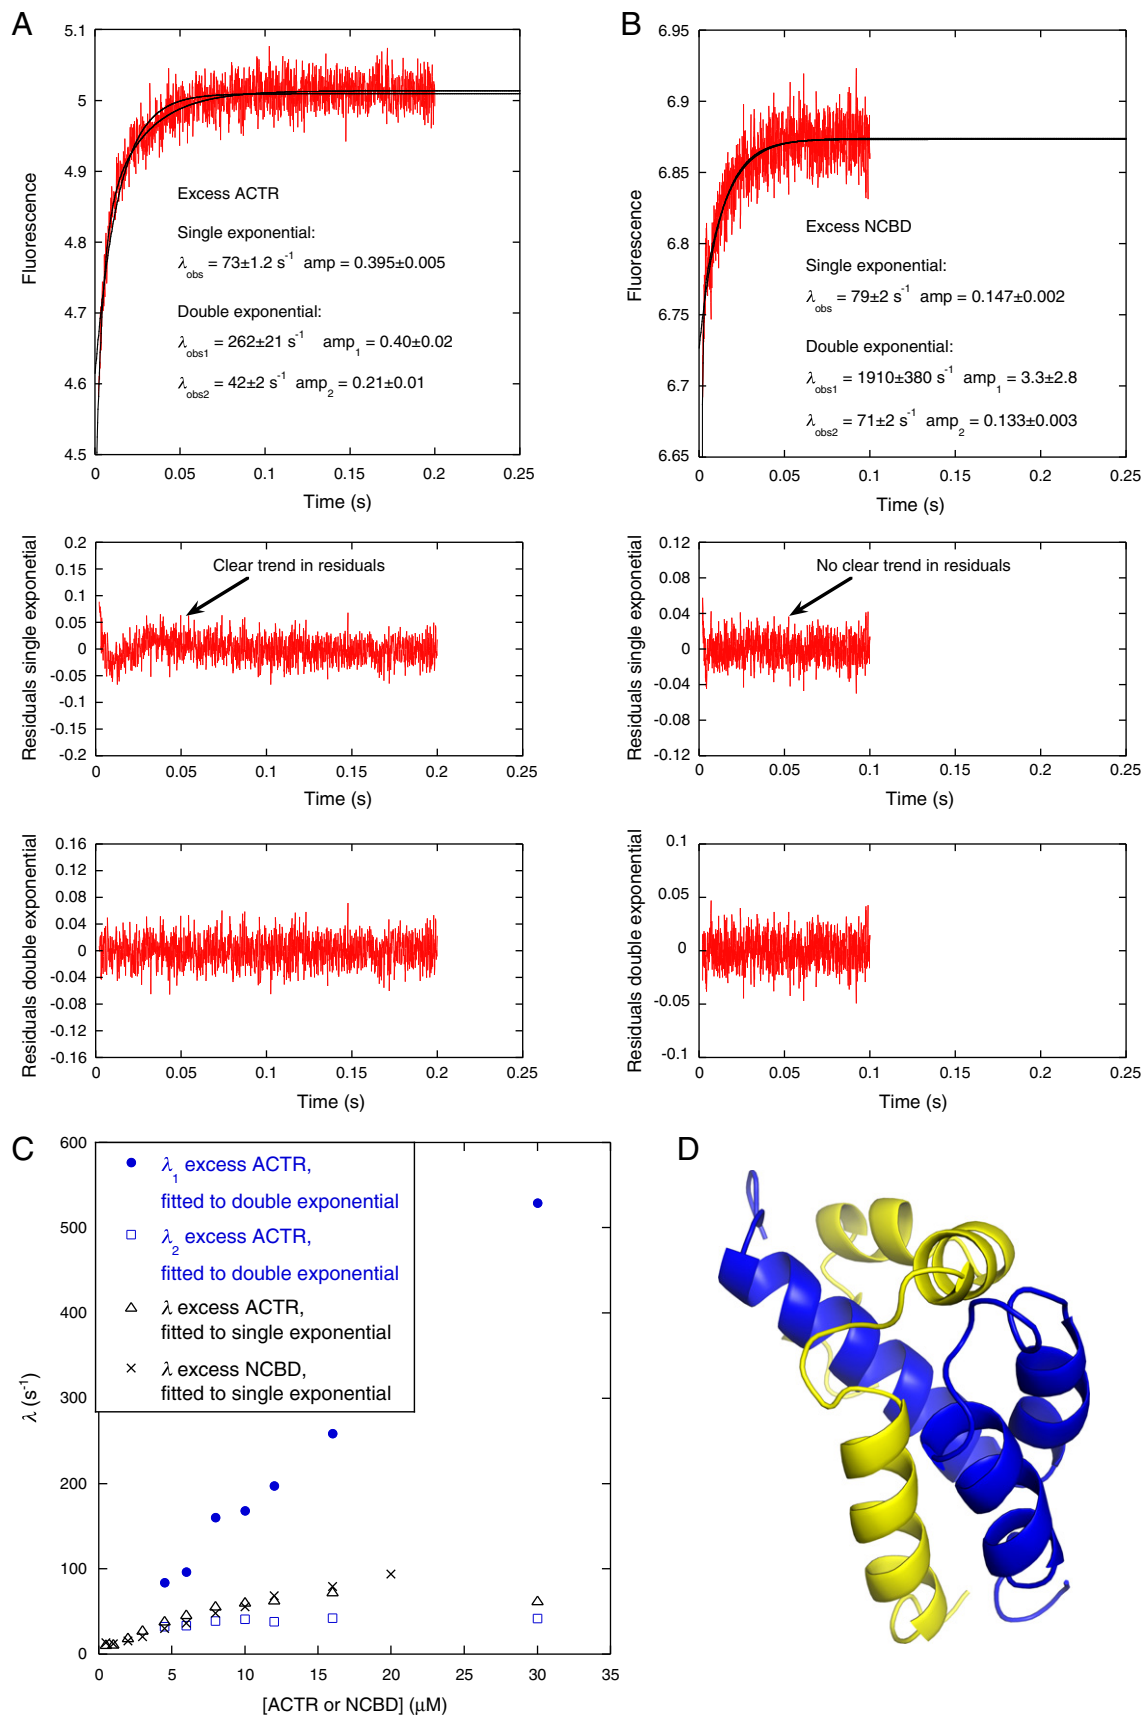 A
5.1
5
4.9
4.8
4.7
4.6
4.5
Fluorescence
Excess ACTR
Single exponential:
λobs = 73±1.2 s-1 amp = 0.395±0.005
Double exponential:
λobs1 = 262±21 s-1 amp1 = 0.40±0.02
λobs2 = 42±2 s-1 amp2 = 0.21±0.01
0 0.05 0.1 0.15 0.2 0.25
Time (s)
B
6.95
6.9
6.85
6.8
6.75
6.7
6.65
Fluorescence
Excess NCBD
Single exponential:
λobs = 79±2 s-1 amp = 0.147±0.002
Double exponential:
λobs1 = 1910±380 s-1 amp1 = 3.3±2.8
λobs2 = 71±2 s-1 amp2 = 0.133±0.003
0 0.05 0.1 0.15 0.2 0.25
Time (s)
Residuals single exponetial
0.2
0.15
0.1
0.05
0
-0.05
-0.1
-0.15
-0.2
Clear trend in residuals
0 0.05 0.1 0.15 0.2 0.25
Time (s)
Residuals single exponential
0.12
0.08
0.04
0
-0.04
-0.08
-0.12
No clear trend in residuals
0 0.05 0.1 0.15 0.2 0.25
Time (s)
Residuals double exponential
0.16
0.12
0.08
0.04
0
-0.04
-0.08
-0.12
-0.16
0 0.05 0.1 0.15 0.2 0.25
Time (s)
Residuals double exponential
0.1
0.05
0
-0.05
-0.1
0 0.05 0.1 0.15 0.2 0.25
Time (s)
C
600
500
400
300
200
100
0
λ (s-1)
λ1 excess ACTR,
fitted to double exponential
λ2 excess ACTR,
fitted to double exponential
λ excess ACTR,
fitted to single exponential
λ excess NCBD,
fitted to single exponential
0 5 10 15 20 25 30 35
[ACTR or NCBD] (μM)
D